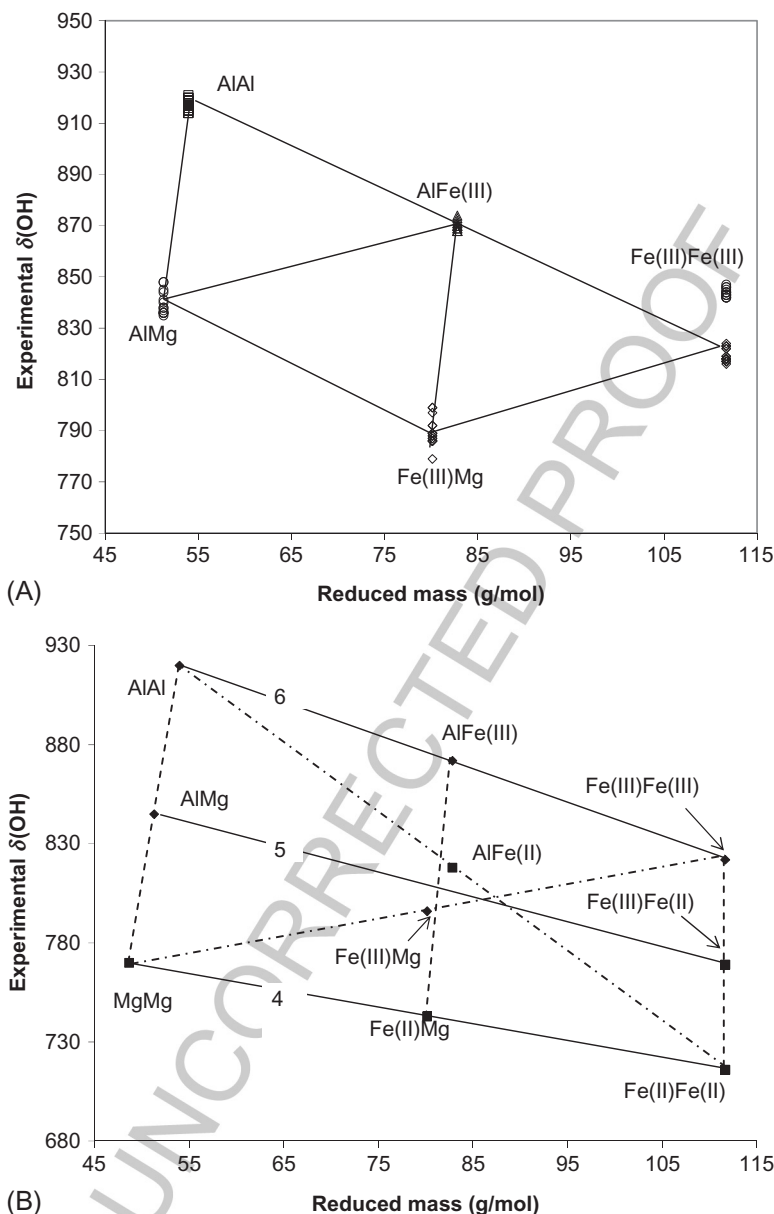 950
930
910
890
870
850
830
810
790
770
750
Experimental δ(OH)
AlAl
AlFe(III)
Fe(III)Fe(III)
AlMg
Fe(III)Mg
45 55 65 75 85 95 105 115
(A) Reduced mass (g/mol)
930
880
830
780
730
680
Experimental δ(OH)
AlAl
6
AlFe(III)
Fe(III)Fe(III)
AlMg
5
AlFe(II)
Fe(III)Fe(II)
Fe(III)Mg
MgMg
4
Fe(II)Mg
Fe(II)Fe(II)
45 55 65 75 85 95 105 115
(B) Reduced mass (g/mol)
UNCORRECTED PROOF